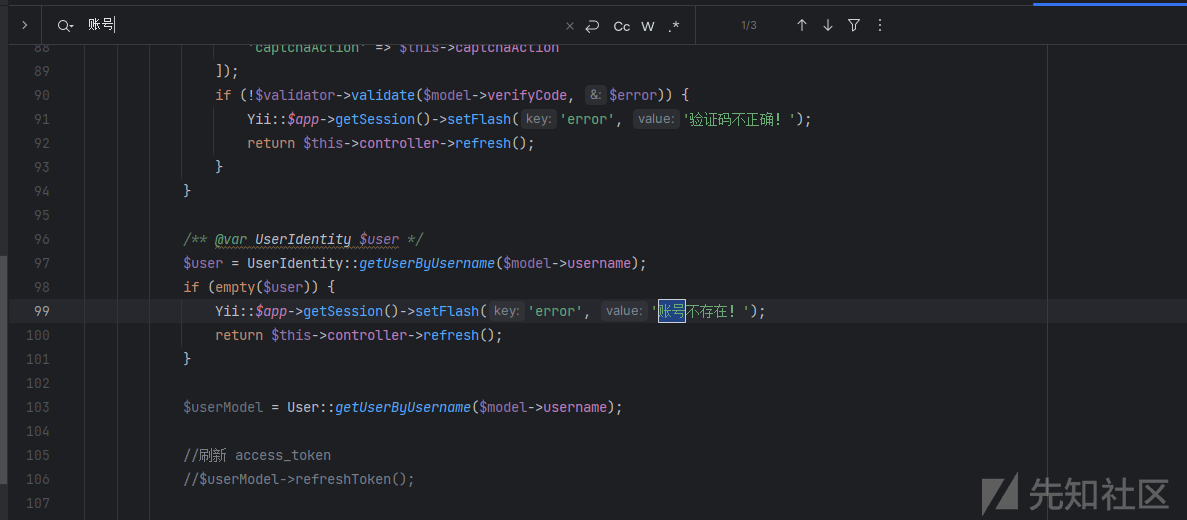 账号
Cc W .*
1/3
88 'captchaAction' => $this->captchaAction
89 ]);
90 if (!$validator->validate($model->verifyCode, &: $error)) {
91 Yii::$app->getSession()->setFlash( key: 'error', value: '验证码不正确！');
92 return $this->controller->refresh();
93 }
94 }
95
96 /** @var UserIdentity $user */
97 $user = UserIdentity::getUserByUsername($model->username);
98 if (empty($user)) {
99 Yii::$app->getSession()->setFlash( key: 'error', value: '账号不存在！');
100 return $this->controller->refresh();
101 }
102
103 $userModel = User::getUserByUsername($model->username);
104
105 //刷新 access_token
106 //$userModel->refreshToken();
107
先知社区